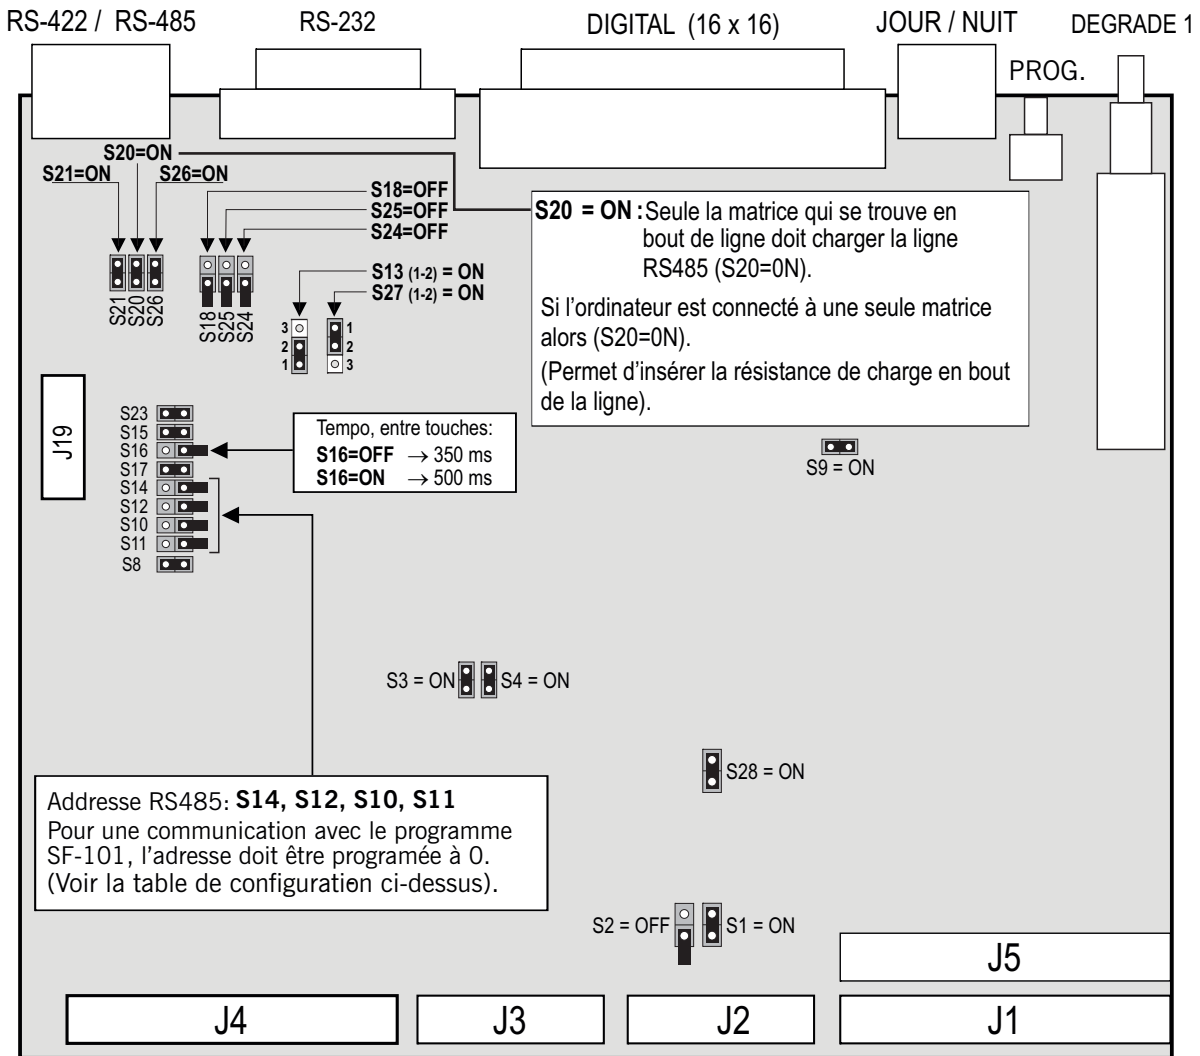 RS-422 / RS-485
RS-232
DIGITAL (16 x 16)
JOUR / NUIT
DEGRADE 1
PROG.
S20=ON
S21=ON
S26=ON
S18=OFF
S25=OFF
S24=OFF
S13 (1-2) = ON
S27 (1-2) = ON
S20 = ON : Seule la matrice qui se trouve en
bout de ligne doit charger la ligne
RS485 (S20=0N).
Si l'ordinateur est connecté à une seule matrice
alors (S20=0N).
(Permet d'insérer la résistance de charge en bout
de la ligne).
S21
S20
S26
S18
S25
S24
3
2
1
1
2
3
J19
S23
S15
S16
S17
S14
S12
S10
S11
S8
Tempo, entre touches:
S16=OFF → 350 ms
S16=ON → 500 ms
S9 = ON
S3 = ON
S4 = ON
S28 = ON
Addresse RS485: S14, S12, S10, S11
Pour une communication avec le programme
SF-101, l'adresse doit être programée à 0.
(Voir la table de configuration ci-dessus).
S2 = OFF
S1 = ON
J5
J4
J3
J2
J1